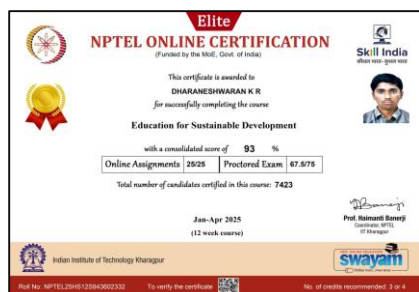 Elite
NPTEL ONLINE CERTIFICATION
(Funded by the MoE, Govt. of India)
Skill India
कौशल भारत - कुशल भारत
This certificate is awarded to
DHARANESHWARAN K R
for successfully completing the course
Education for Sustainable Development
with a consolidated score of 93 %
Online Assignments 25/25 Proctored Exam 67.5/75
Total number of candidates certified in this course: 7423
Jan-Apr 2025
(12 week course)
Prof. Haimanti Banerji
Coordinator, NPTEL
IIT Kharagpur
Indian Institute of Technology Kharagpur
swayam
Roll No: NPTEL25HS125S43602332 To verify the certificate No. of credits recommended: 3 or 4